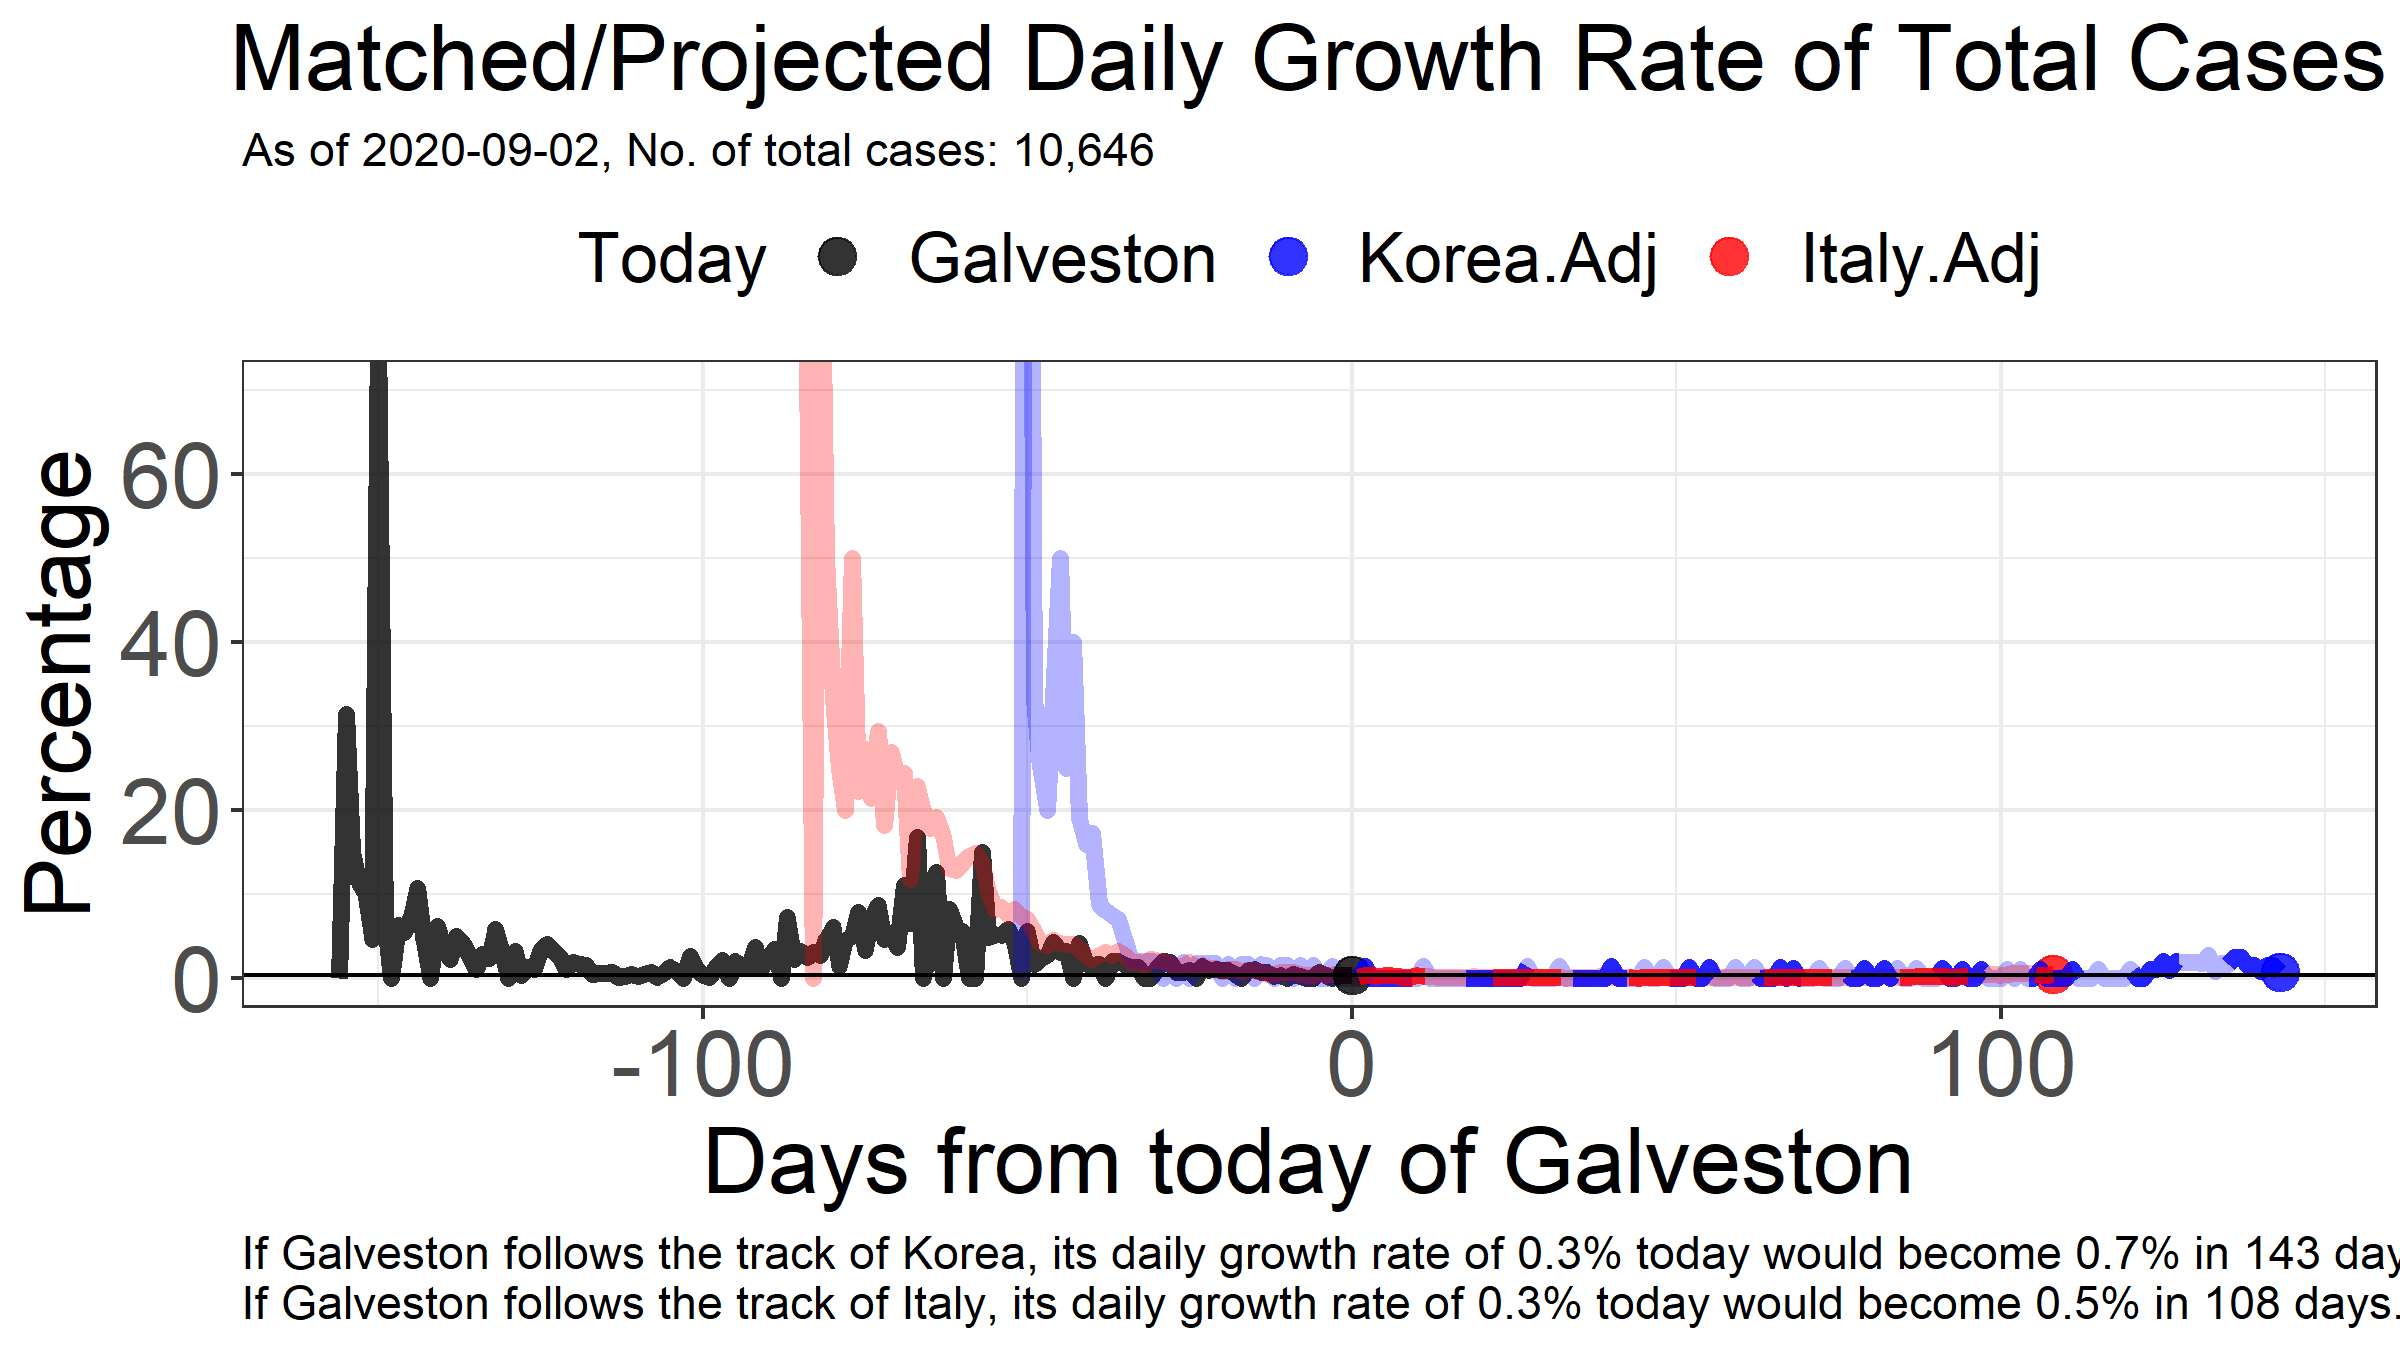 Matched/Projected Daily Growth Rate of Total Cases
As of 2020-09-02, No. of total cases: 10,646
Today Galveston Korea.Adj Italy.Adj
Percentage
60
40
20
0
-100 0 100
Days from today of Galveston
If Galveston follows the track of Korea, its daily growth rate of 0.3% today would become 0.7% in 143 day
If Galveston follows the track of Italy, its daily growth rate of 0.3% today would become 0.5% in 108 days.